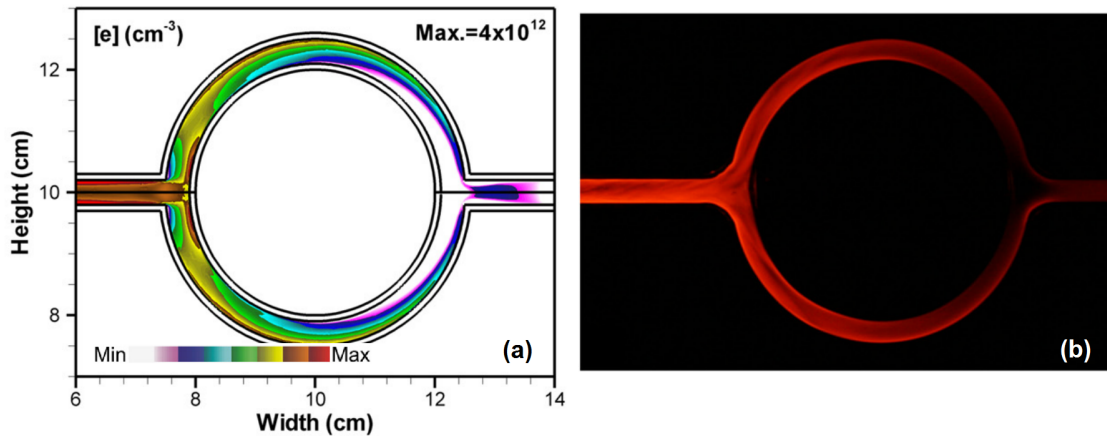 [e] (cm-3) Max.=4x1012
12
10
8
Height (cm)
Min Max (a)
6 8 10 12 14
Width (cm)
(b)